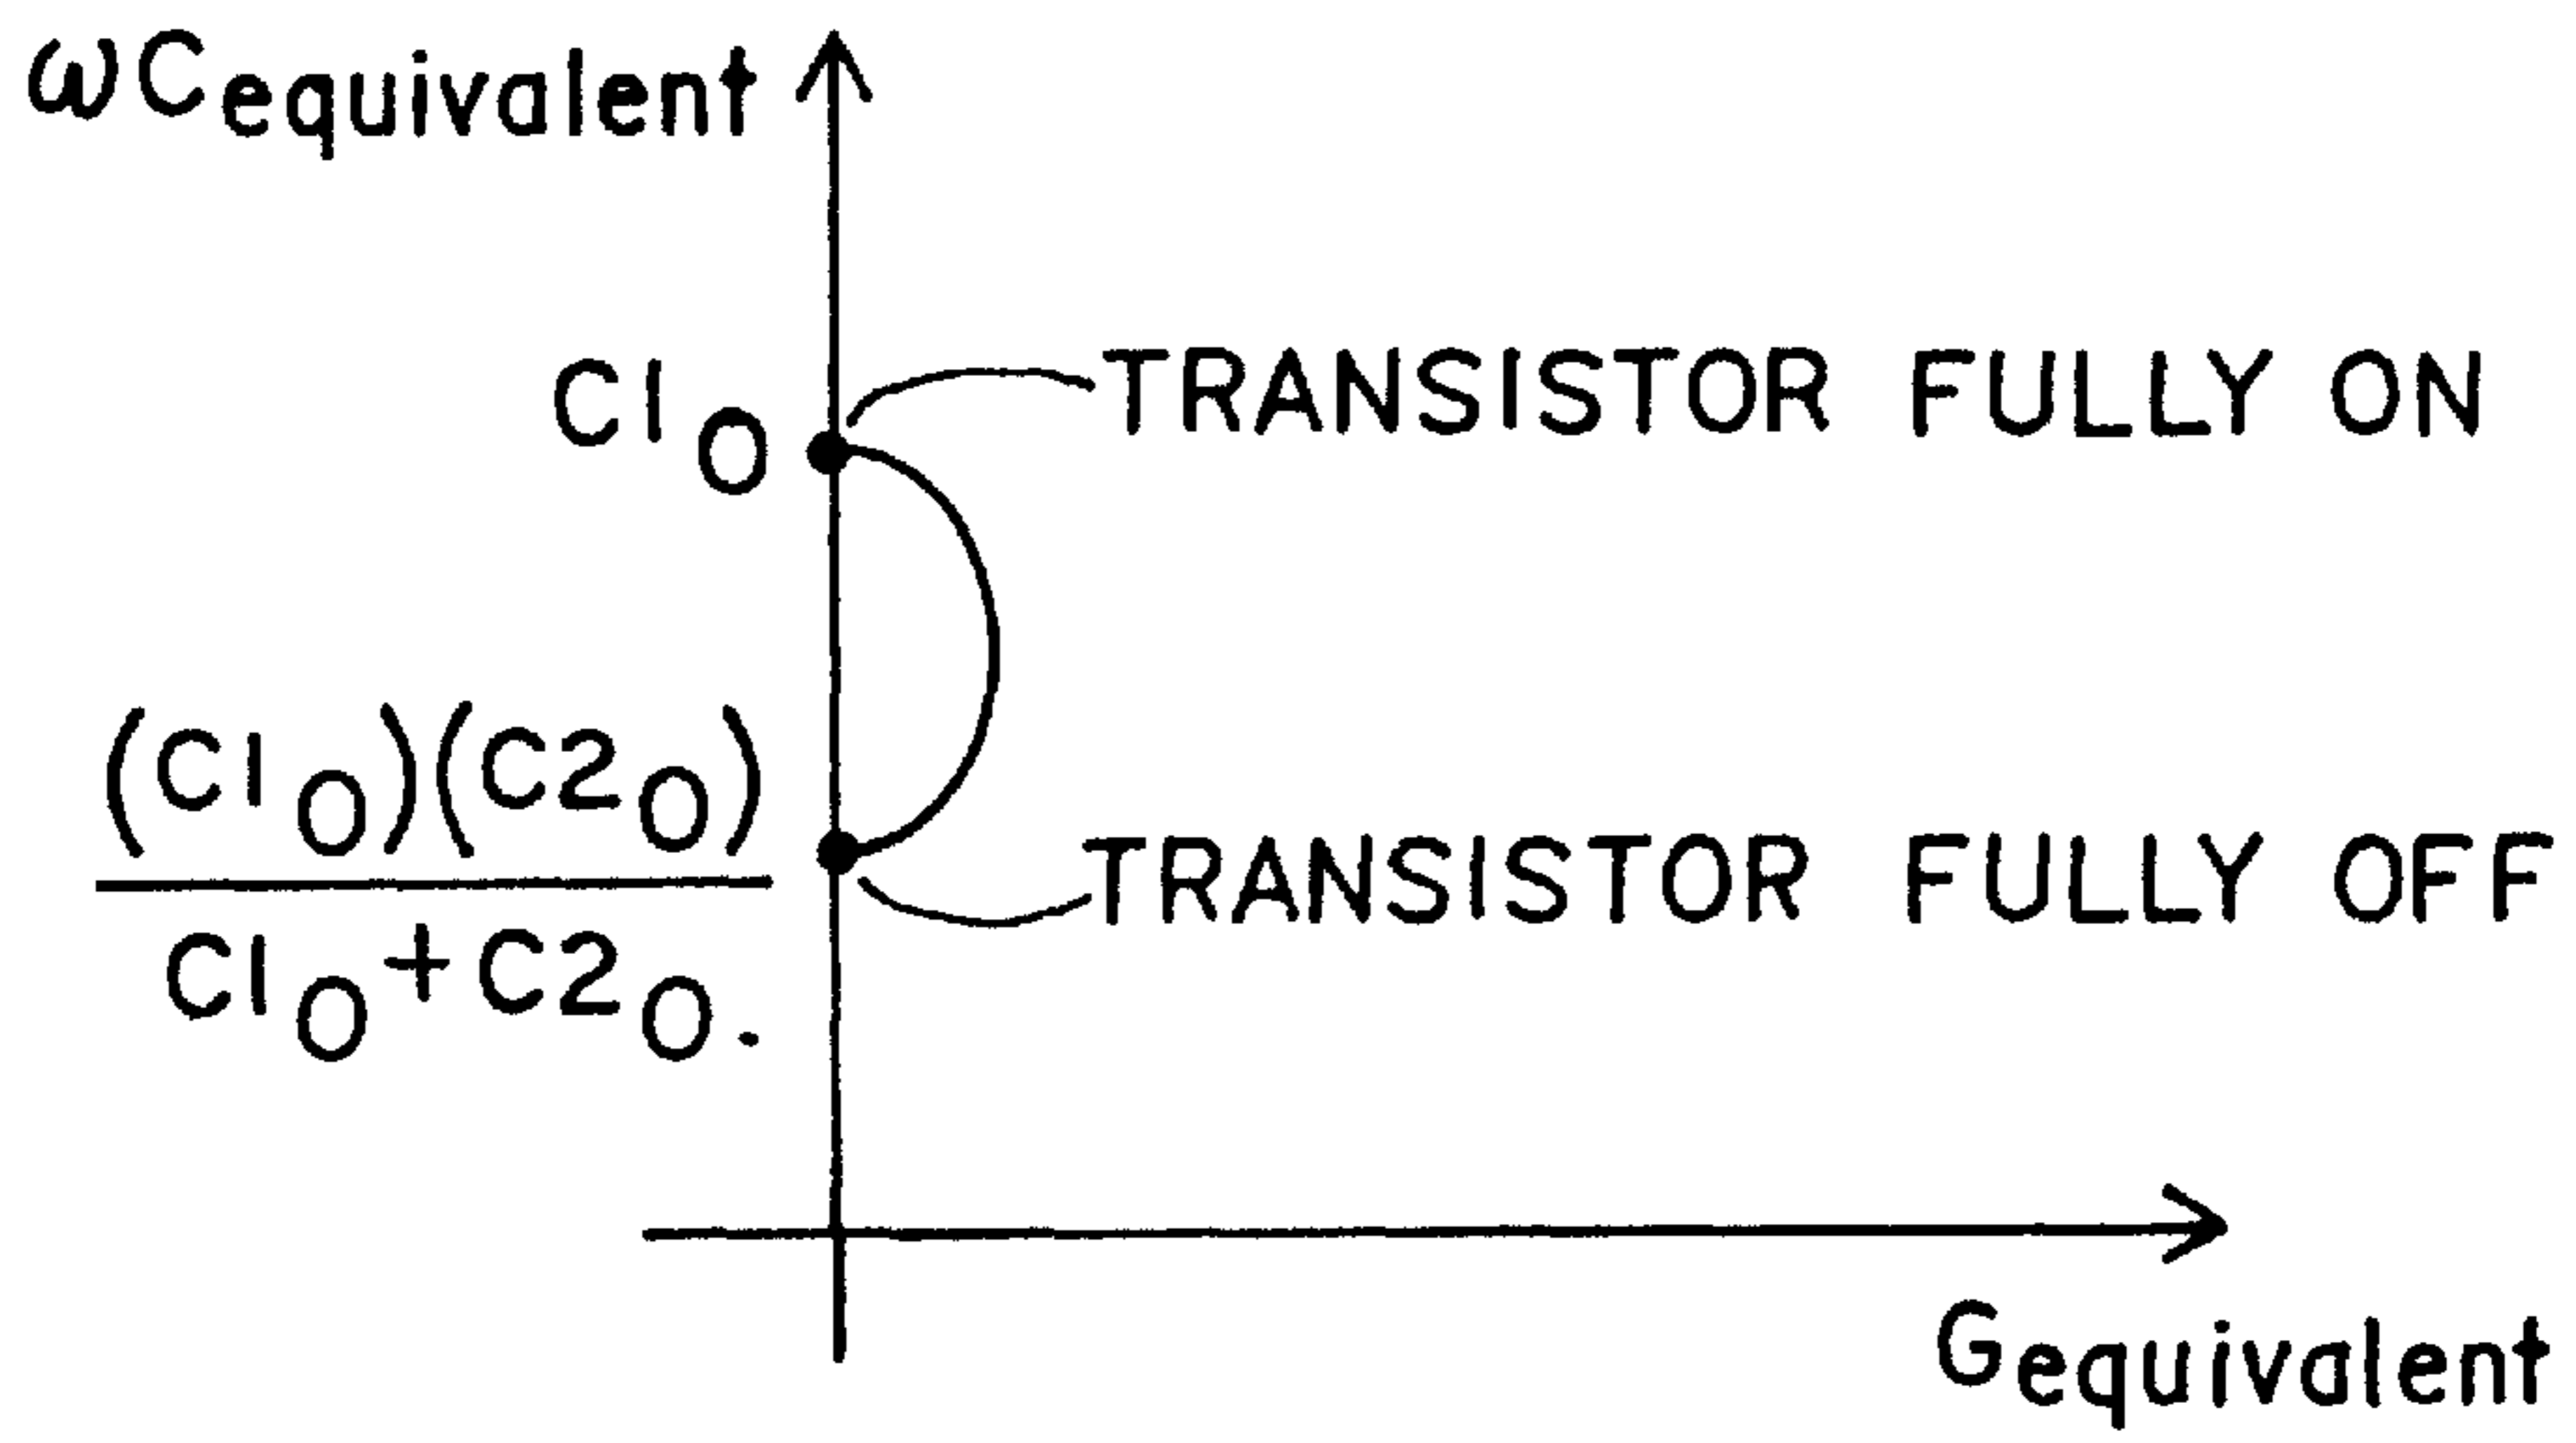 ωCequivalent
C1O TRANSISTOR FULLY ON
(C1O)(C2O)
C1O+C2O.
TRANSISTOR FULLY OFF
Gequivalent